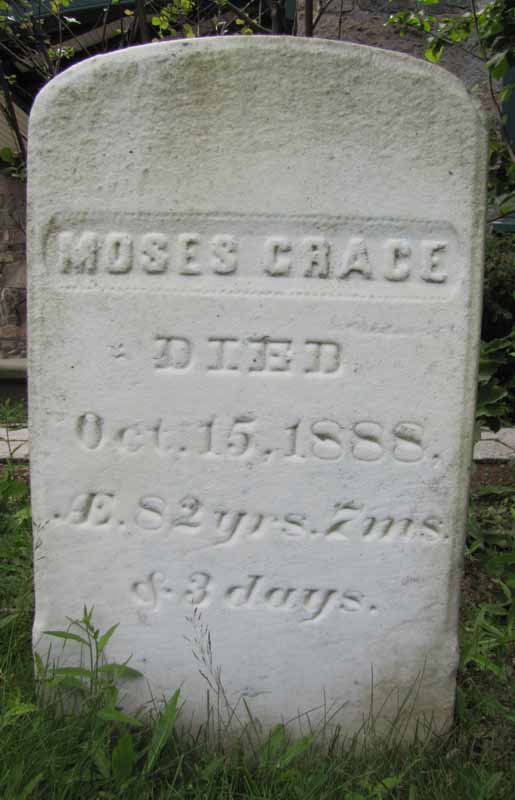 MOSES GRACE
DIED
Oct. 15, 1888,
Æ. 82 yrs. 7 ms.
& 3 days.